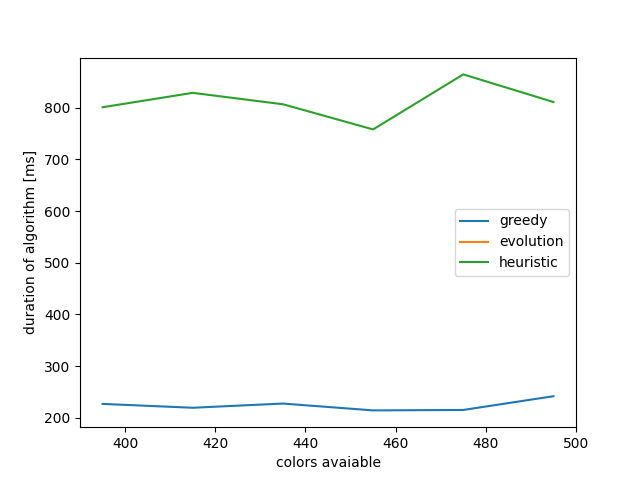 800
700
600
500
400
300
200
duration of algorithm [ms]
greedy
evolution
heuristic
400 420 440 460 480 500
colors avaiable